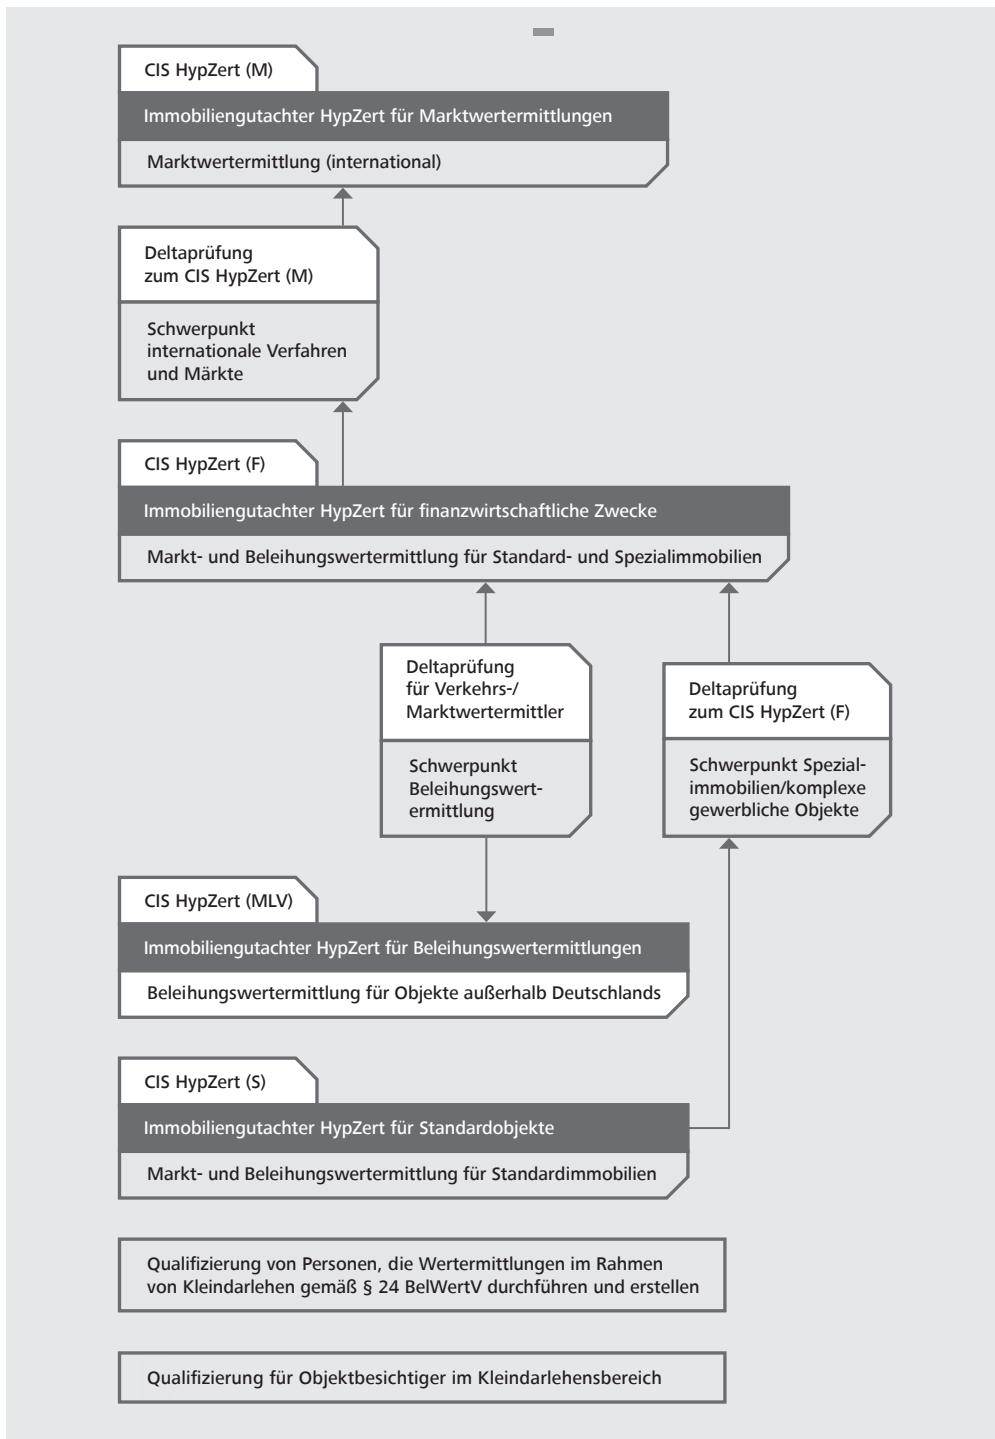 CIS HypZert (M)
Immobiliengutachter HypZert für Marktwertermittlungen
Marktwertermittlung (international)
Deltaprüfung
zum CIS HypZert (M)
Schwerpunkt
internationale Verfahren
und Märkte
CIS HypZert (F)
Immobiliengutachter HypZert für finanzwirtschaftliche Zwecke
Markt- und Beleihungswertermittlung für Standard- und Spezialimmobilien
Deltaprüfung
für Verkehrs-/
Marktwertermittler
Schwerpunkt
Beleihungswert-
ermittlung
Deltaprüfung
zum CIS HypZert (F)
Schwerpunkt Spezial-
immobilien/komplexe
gewerbliche Objekte
CIS HypZert (MLV)
Immobiliengutachter HypZert für Beleihungswertermittlungen
Beleihungswertermittlung für Objekte außerhalb Deutschlands
CIS HypZert (S)
Immobiliengutachter HypZert für Standardobjekte
Markt- und Beleihungswertermittlung für Standardimmobilien
Qualifizierung von Personen, die Wertermittlungen im Rahmen
von Kleindarlehen gemäß § 24 BelWertV durchführen und erstellen
Qualifizierung für Objektbesichtiger im Kleindarlehensbereich